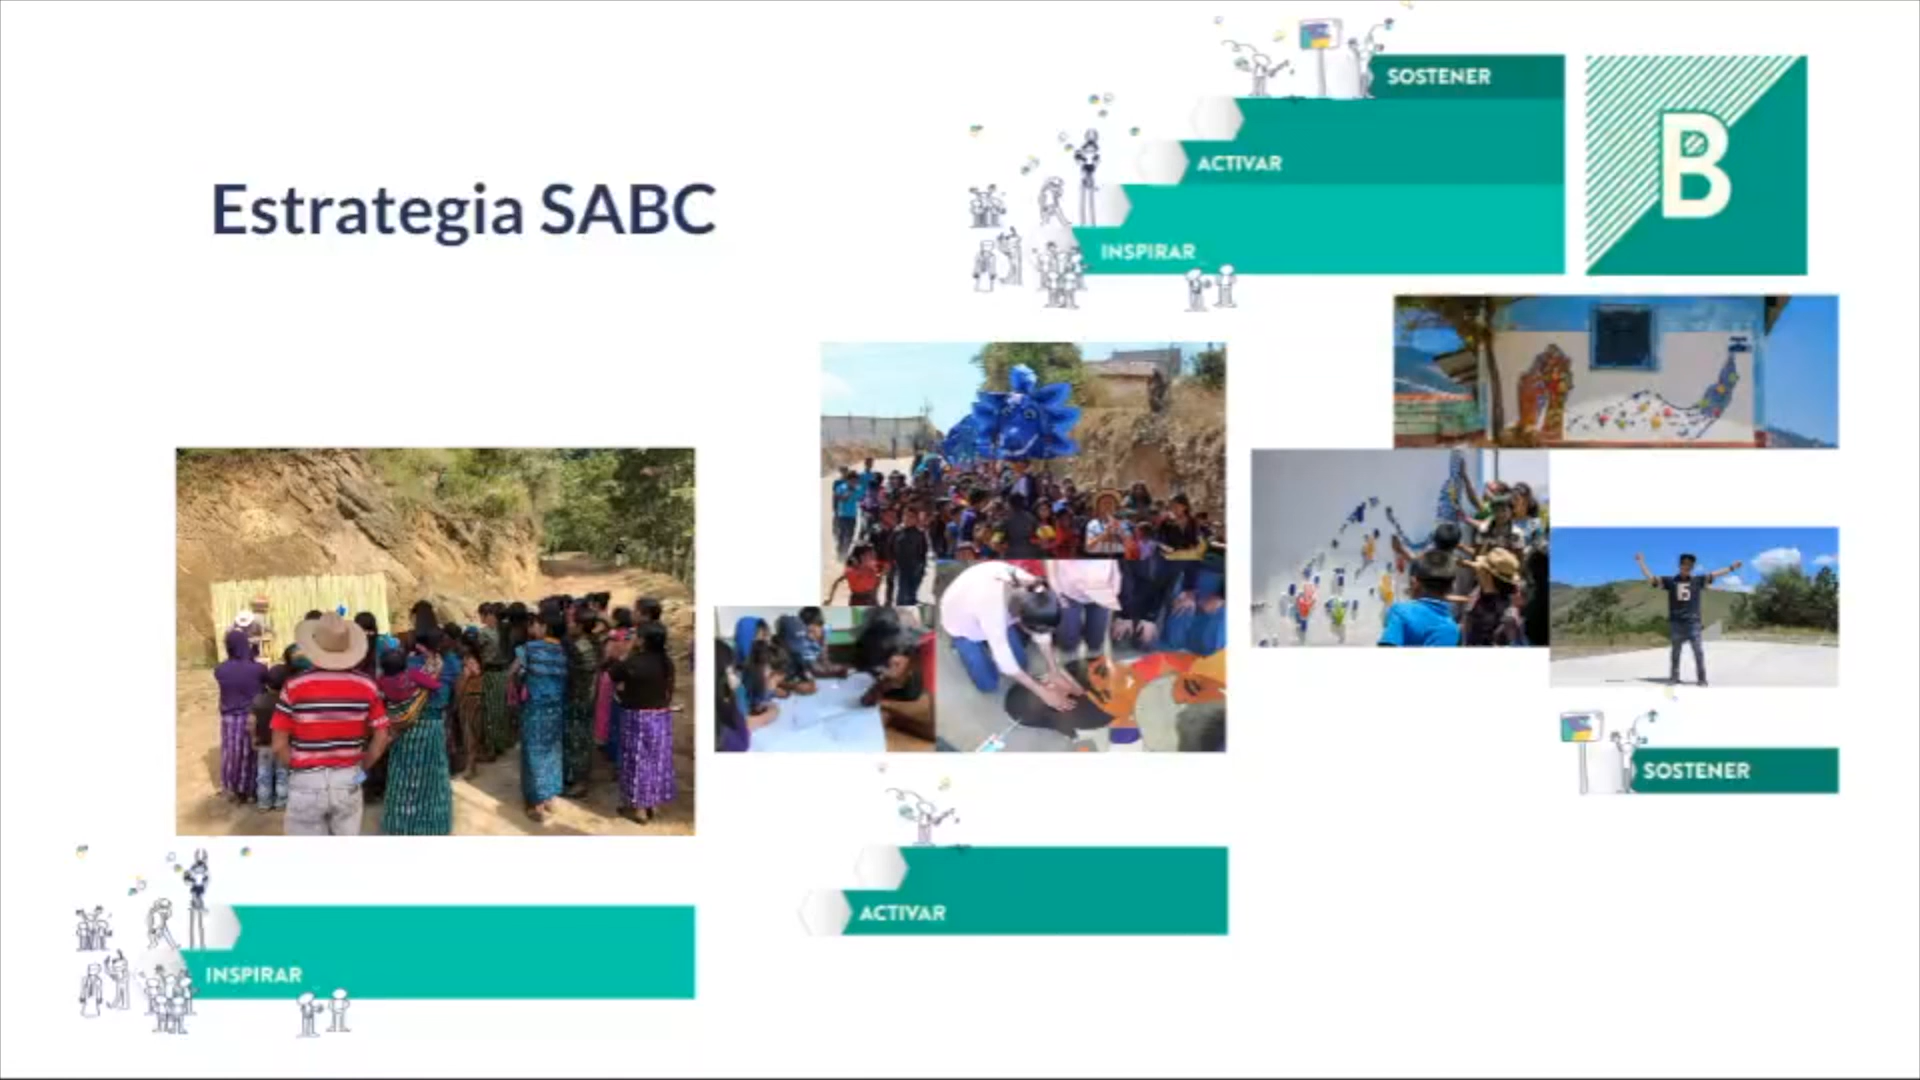 SOSTENER
ACTIVAR
INSPIRAR
B
Estrategia SABC
SOSTENER
ACTIVAR
INSPIRAR